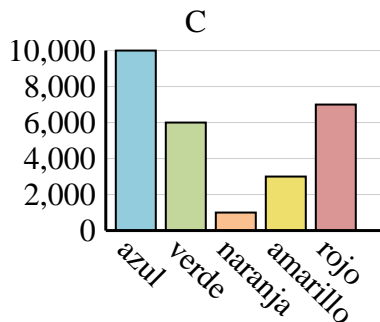 C
10,000
8,000
6,000
4,000
2,000
0
azul
verde
naranja
amarillo
rojo